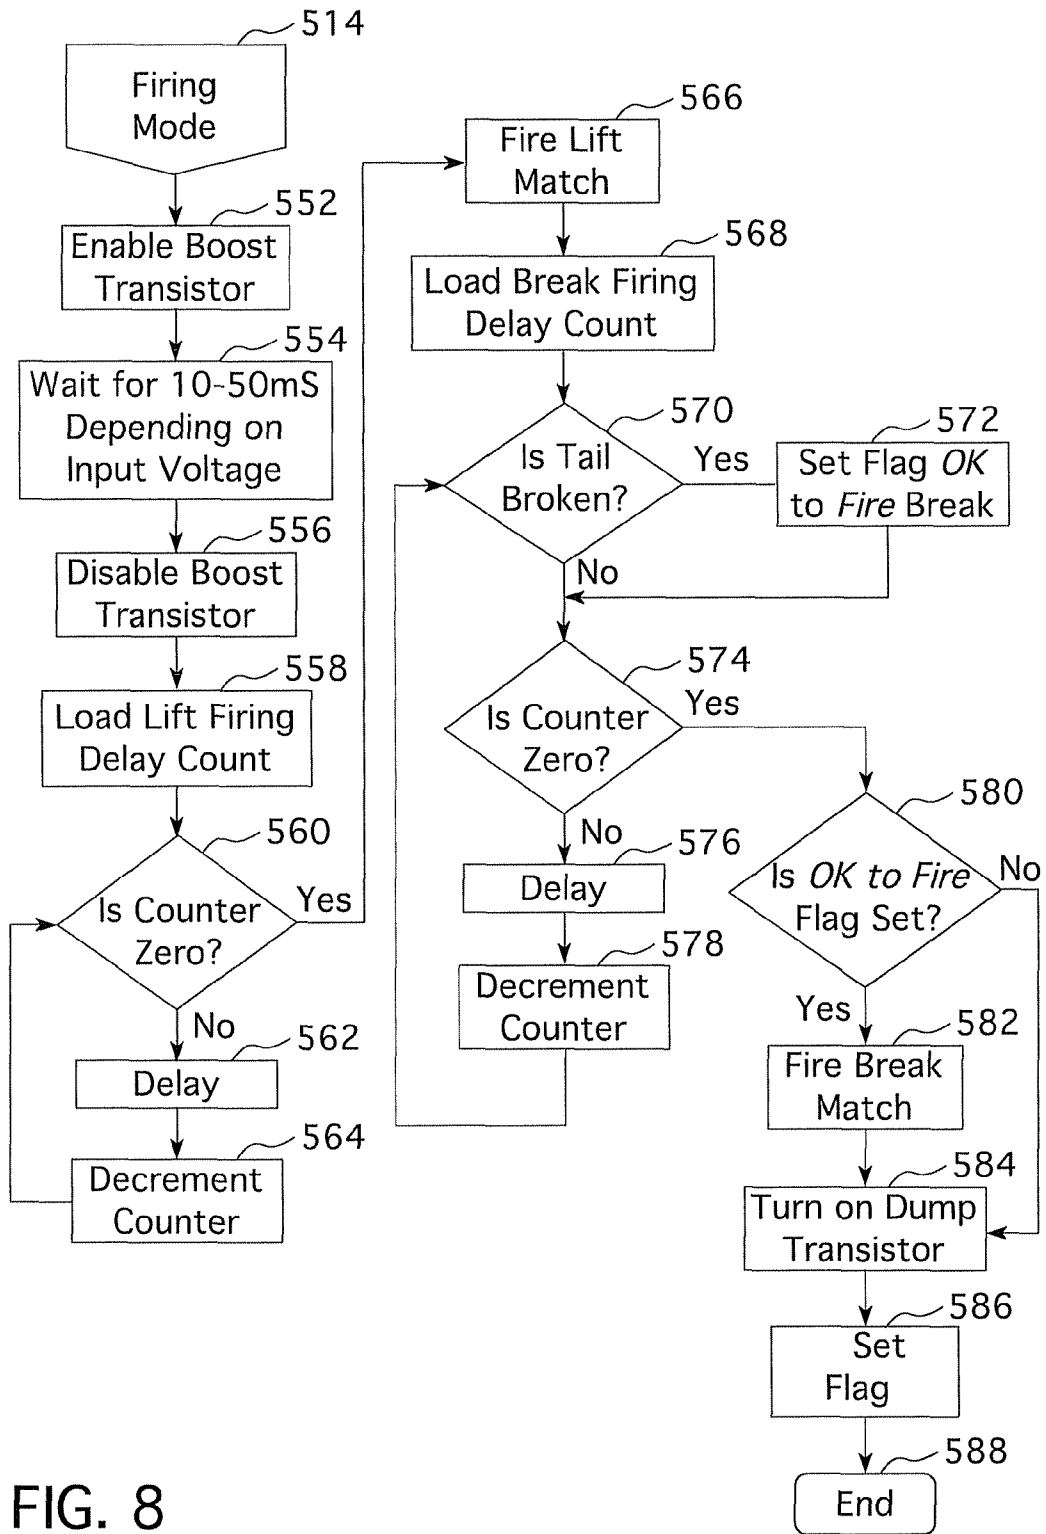 514
Firing
Mode
552
Enable Boost
Transistor
554
Wait for 10-50mS
Depending on
Input Voltage
556
Disable Boost
Transistor
558
Load Lift Firing
Delay Count
560
Is Counter
Zero?
Yes
No
562
Delay
564
Decrement
Counter
566
Fire Lift
Match
568
Load Break Firing
Delay Count
570
Is Tail
Broken?
Yes
572
Set Flag OK
to Fire Break
No
574
Is Counter
Zero?
Yes
No
576
Delay
578
Decrement
Counter
580
Is OK to Fire
Flag Set?
No
Yes
582
Fire Break
Match
584
Turn on Dump
Transistor
586
Set
Flag
588
End
FIG. 8